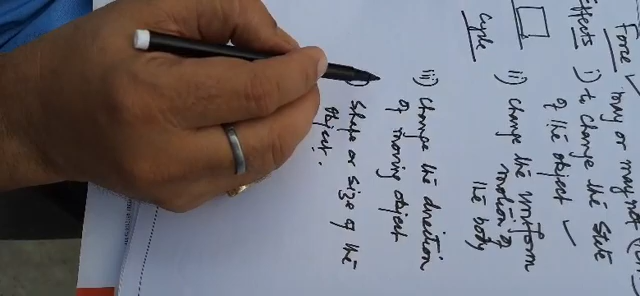 Force ✓ may or may not
Effects i) to change the state
of the object ✓
Cycle ii) Change the uniform
motion of
the body
iii) Change the direction
of moving object
) Shape or size of the
object.